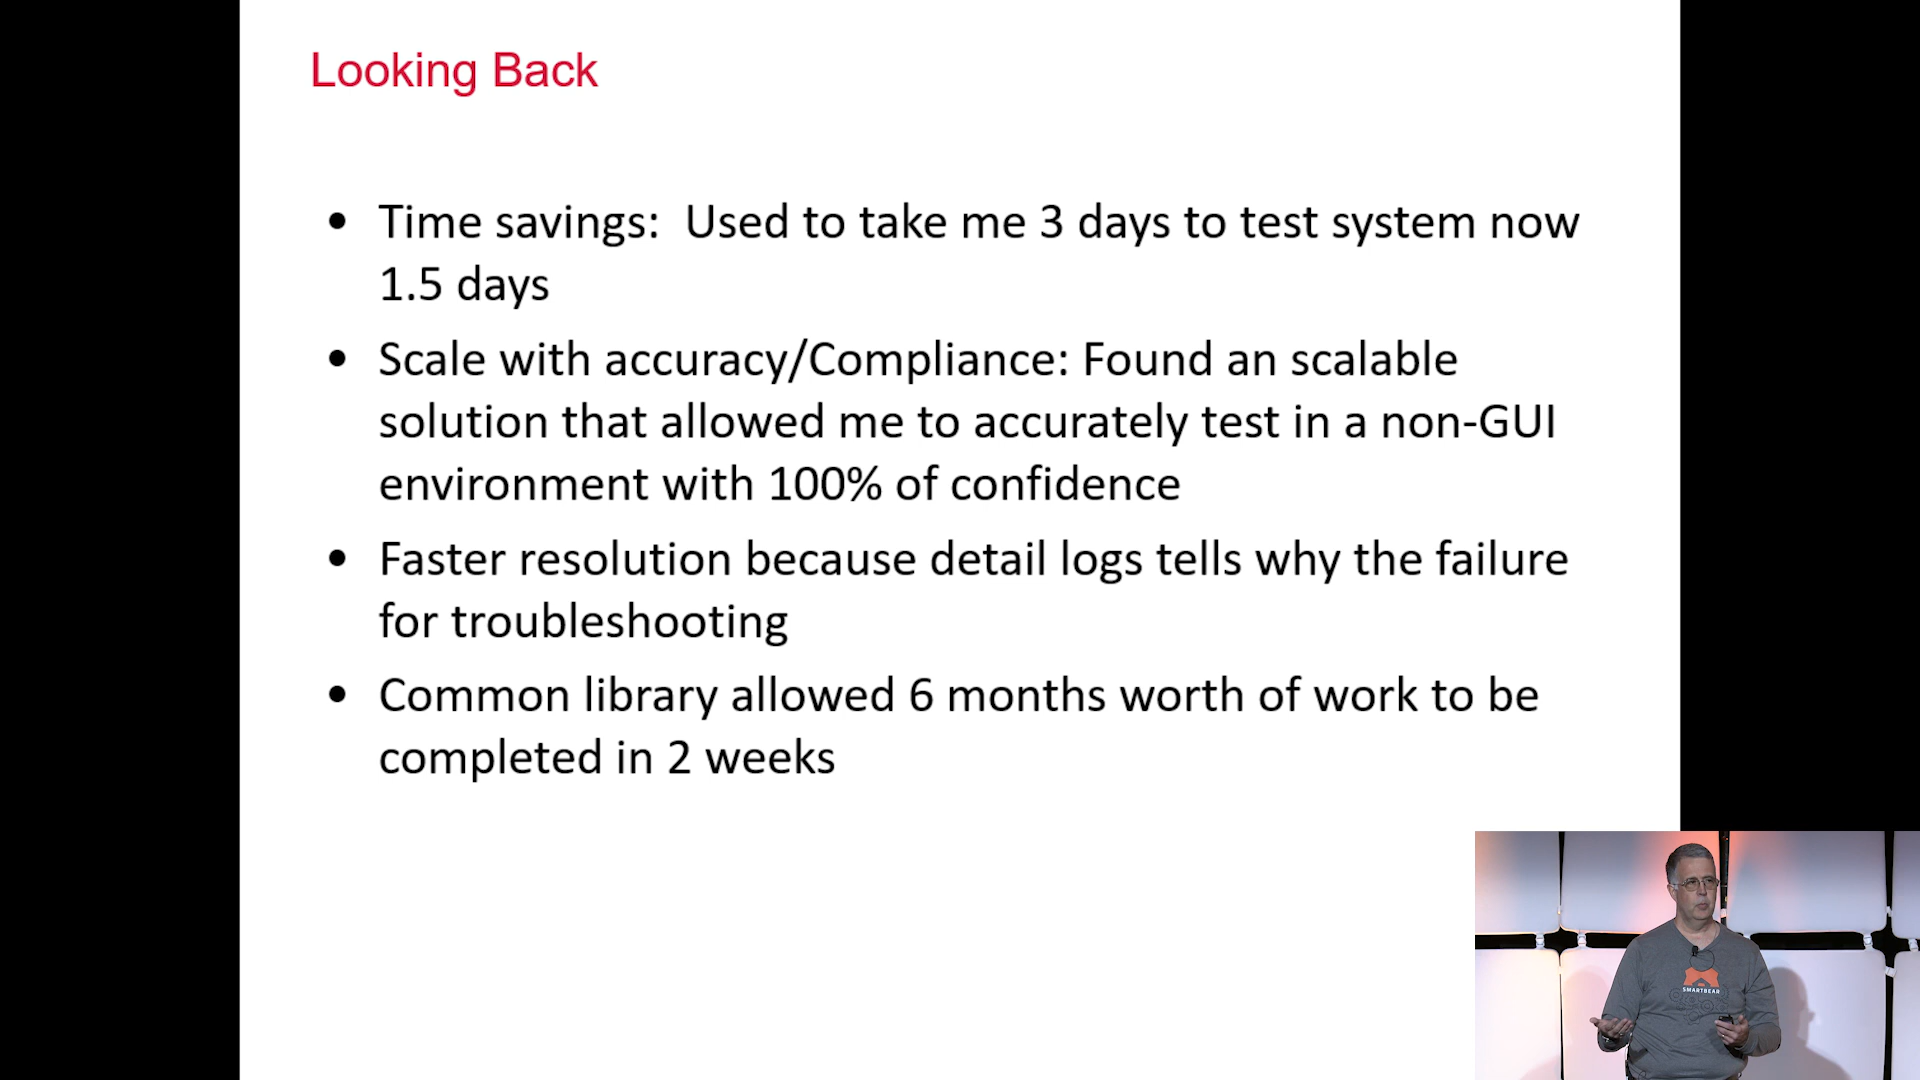 Looking Back
• Time savings:  Used to take me 3 days to test system now
1.5 days
• Scale with accuracy/Compliance: Found an scalable
solution that allowed me to accurately test in a non-GUI
environment with 100% of confidence
• Faster resolution because detail logs tells why the failure
for troubleshooting
• Common library allowed 6 months worth of work to be
completed in 2 weeks
SMARTBEAR